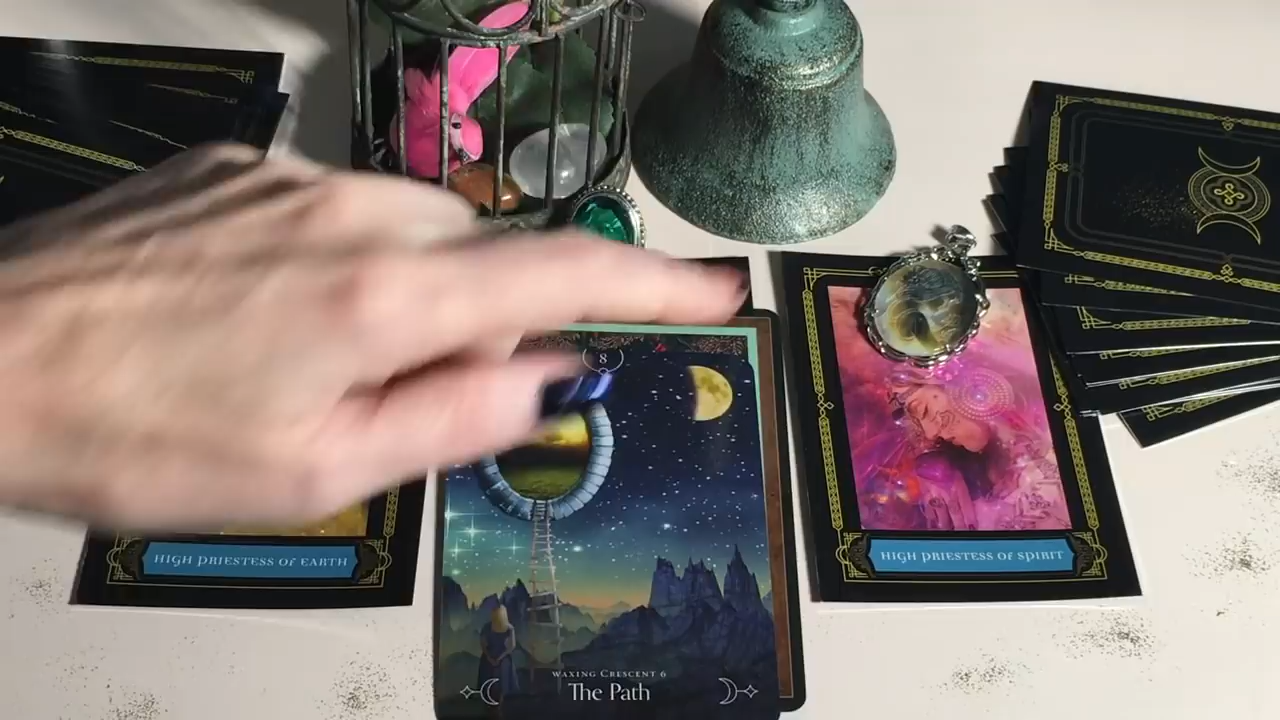 8
HIGH PRIESTESS OF EARTH
HIGH PRIESTESS OF SPIRIT
WAXING CRESCENT 6
The Path